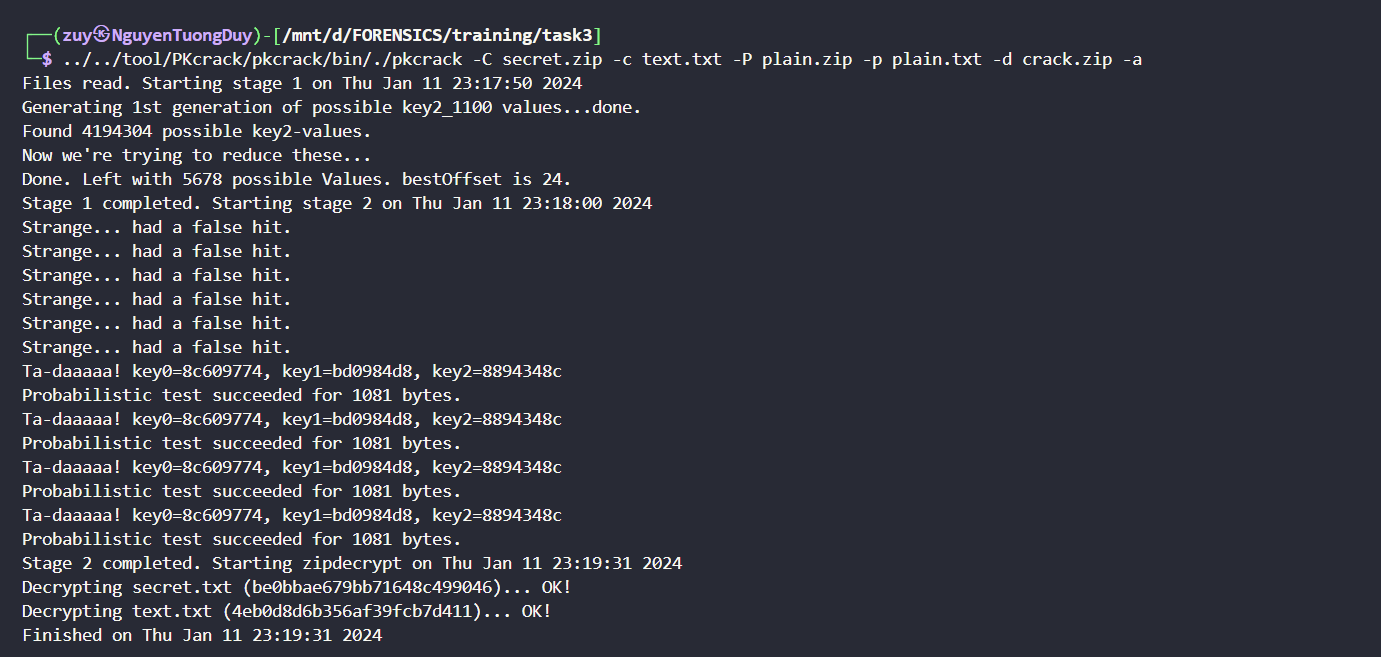 ┌──(zuy㉿NguyenTuongDuy)-[/mnt/d/FORENSICS/training/task3]
└─$ ../../tool/PKcrack/pkcrack/bin/./pkcrack -C secret.zip -c text.txt -P plain.zip -p plain.txt -d crack.zip -a
Files read. Starting stage 1 on Thu Jan 11 23:17:50 2024
Generating 1st generation of possible key2_1100 values...done.
Found 4194304 possible key2-values.
Now we're trying to reduce these...
Done. Left with 5678 possible Values. bestOffset is 24.
Stage 1 completed. Starting stage 2 on Thu Jan 11 23:18:00 2024
Strange... had a false hit.
Strange... had a false hit.
Strange... had a false hit.
Strange... had a false hit.
Strange... had a false hit.
Strange... had a false hit.
Ta-daaaaa! key0=8c609774, key1=bd0984d8, key2=8894348c
Probabilistic test succeeded for 1081 bytes.
Ta-daaaaa! key0=8c609774, key1=bd0984d8, key2=8894348c
Probabilistic test succeeded for 1081 bytes.
Ta-daaaaa! key0=8c609774, key1=bd0984d8, key2=8894348c
Probabilistic test succeeded for 1081 bytes.
Ta-daaaaa! key0=8c609774, key1=bd0984d8, key2=8894348c
Probabilistic test succeeded for 1081 bytes.
Stage 2 completed. Starting zipdecrypt on Thu Jan 11 23:19:31 2024
Decrypting secret.txt (be0bbae679bb71648c499046)... OK!
Decrypting text.txt (4eb0d8d6b356af39fcb7d411)... OK!
Finished on Thu Jan 11 23:19:31 2024